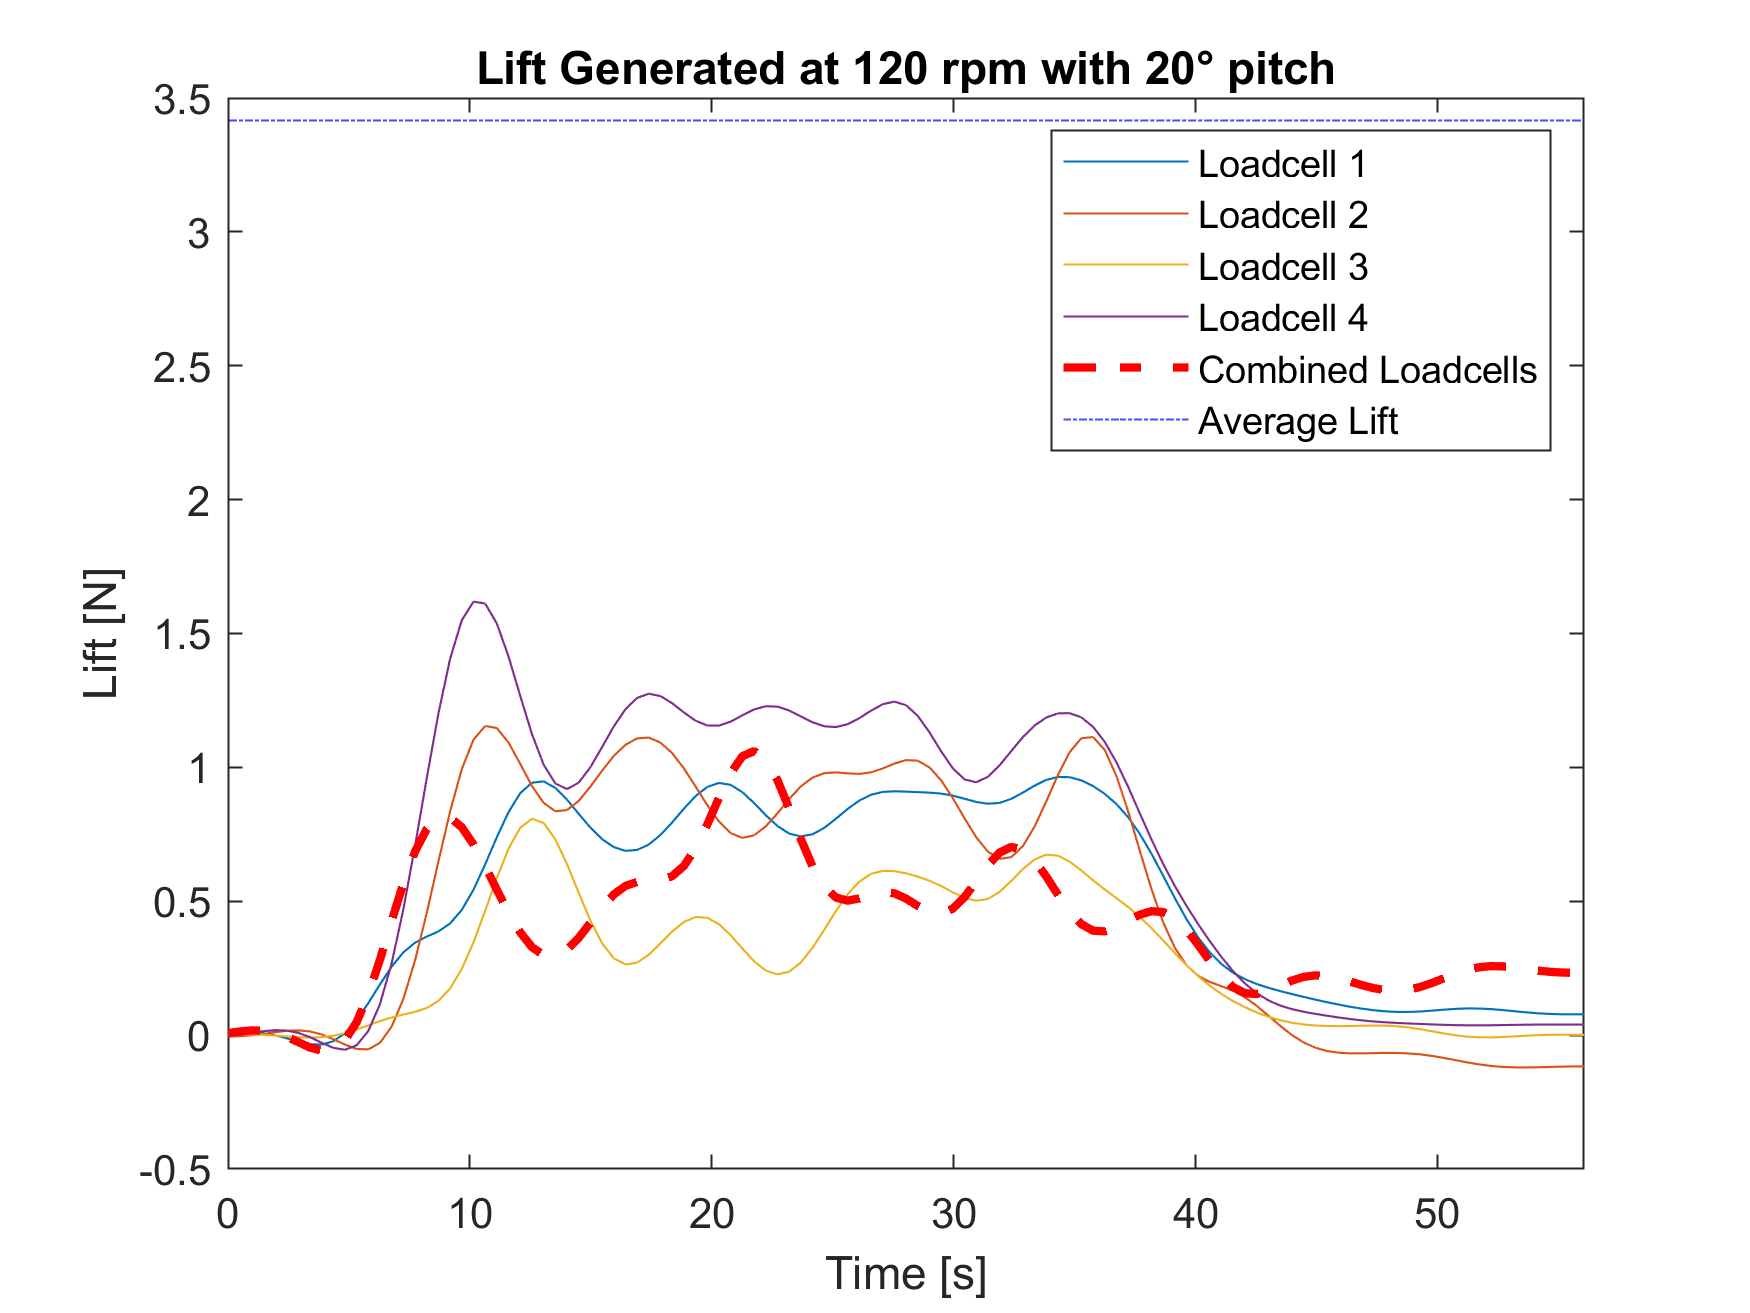 Lift Generated at 120 rpm with 20° pitch
3.5
3
2.5
2
1.5
1
0.5
0
-0.5
Lift [N]
Loadcell 1
Loadcell 2
Loadcell 3
Loadcell 4
Combined Loadcells
Average Lift
0 10 20 30 40 50
Time [s]